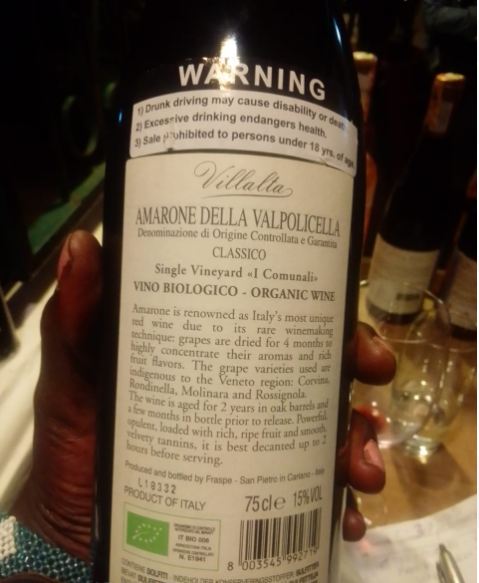 WARNING
1) Drunk driving may cause disability or death
2) Excessive drinking endangers health.
3) Sale prohibited to persons under 18 yrs. of age
Villalta
AMARONE DELLA VALPOLICELLA
Denominazione di Origine Controllata e Garantita
CLASSICO
Single Vineyard «I Comunali»
VINO BIOLOGICO - ORGANIC WINE
Amarone is renowned as Italy's most unique
red wine due to its rare winemaking
technique: grapes are dried for 4 months to
highly concentrate their aromas and rich
fruit flavors. The grape varieties used are
indigenous to the Veneto region: Corvina,
Rondinella, Molinara and Rossignola.
The wine is aged for 2 years in oak barrels and
a few months in bottle prior to release. Powerful,
opulent, loaded with rich, ripe fruit and smooth,
velvety tannins, it is best decanted up to 2
hours before serving.
Produced and bottled by Fraspe - San Pietro in Cariano - Italy
L18332
PRODUCT OF ITALY
75 cl e 15% VOL
IT BIO 006
N. E1941
8 003545 99271
CONTIENE SOLFITI